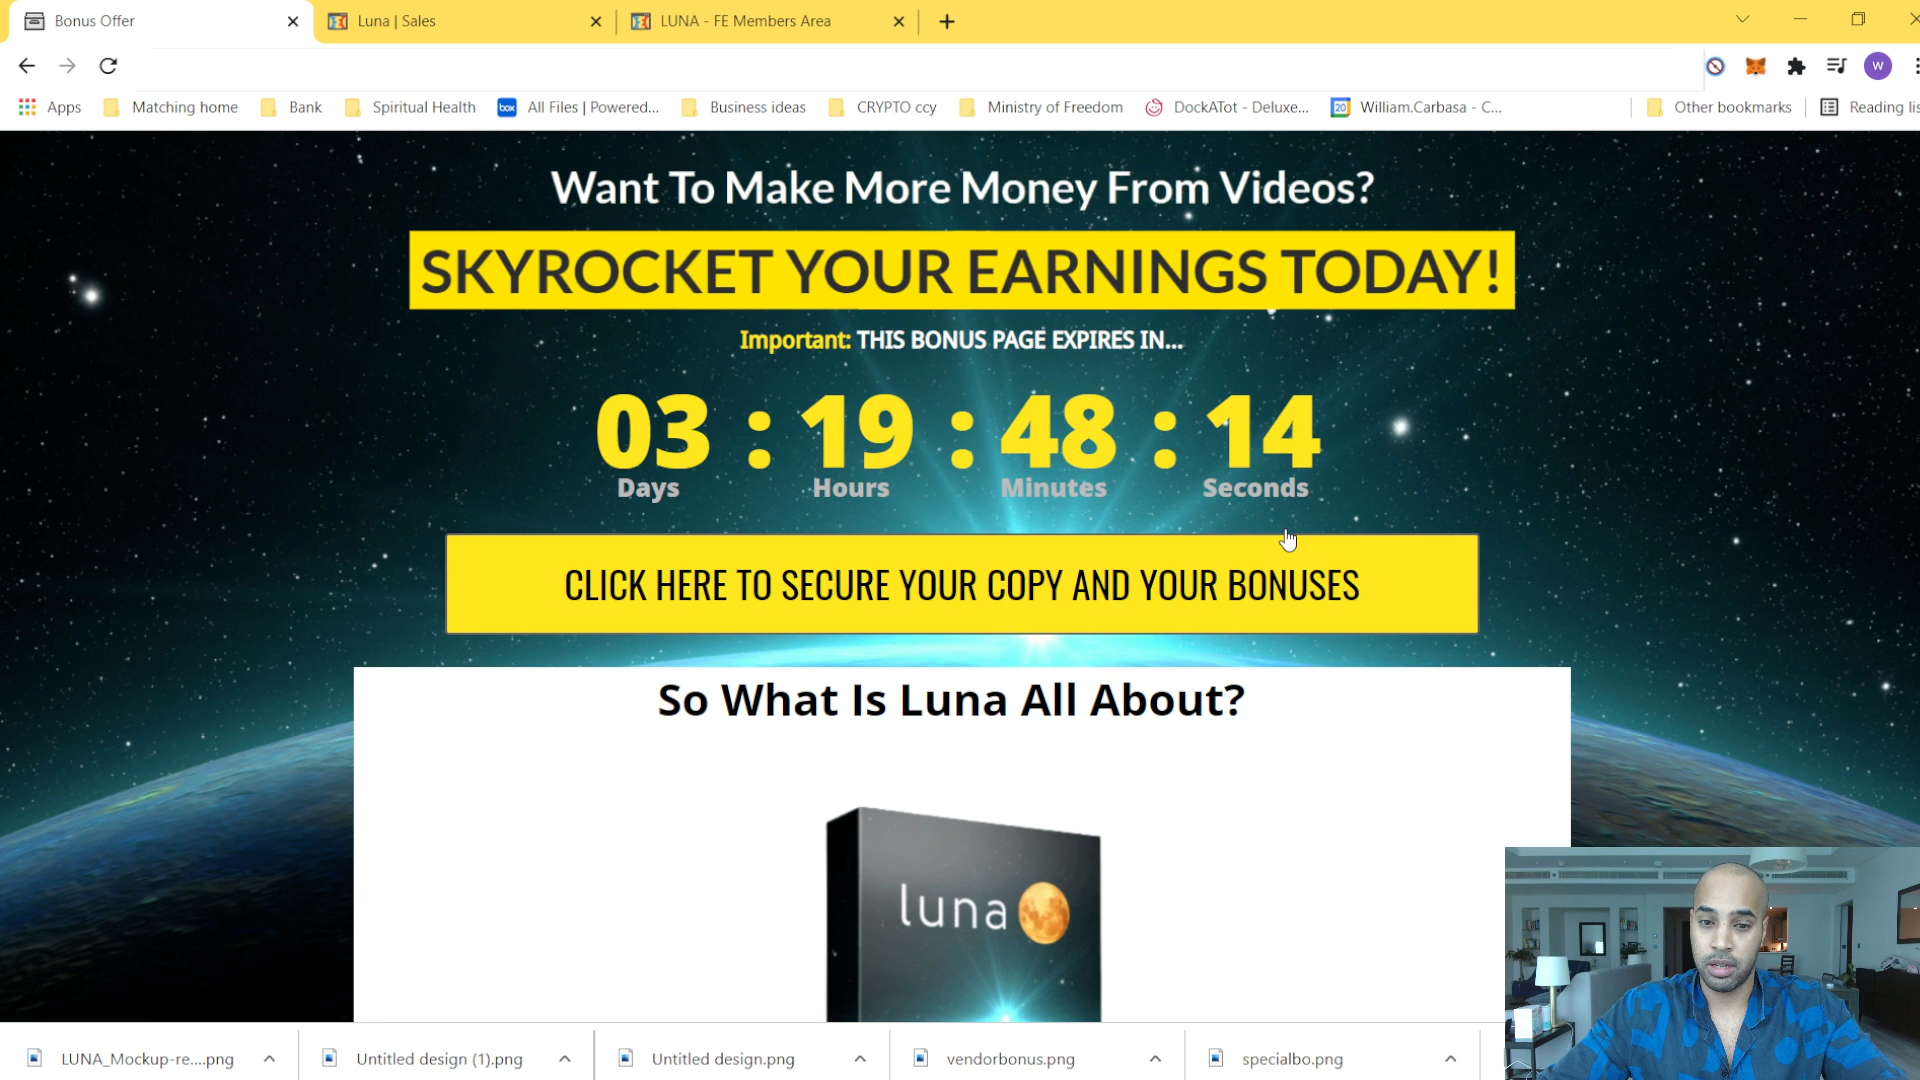 Bonus Offer
Luna | Sales
LUNA - FE Members Area
W
Apps
Matching home
Bank
Spiritual Health
box
All Files | Powered...
Business ideas
CRYPTO ccy
Ministry of Freedom
DockATot - Deluxe...
20
William.Carbasa - C...
Other bookmarks
Reading lis
Want To Make More Money From Videos?
SKYROCKET YOUR EARNINGS TODAY!
Important: THIS BONUS PAGE EXPIRES IN...
03 : 19 : 48 : 14
Days Hours Minutes Seconds
CLICK HERE TO SECURE YOUR COPY AND YOUR BONUSES
So What Is Luna All About?
luna
LUNA_Mockup-re....png
Untitled design (1).png
Untitled design.png
vendorbonus.png
specialbo.png